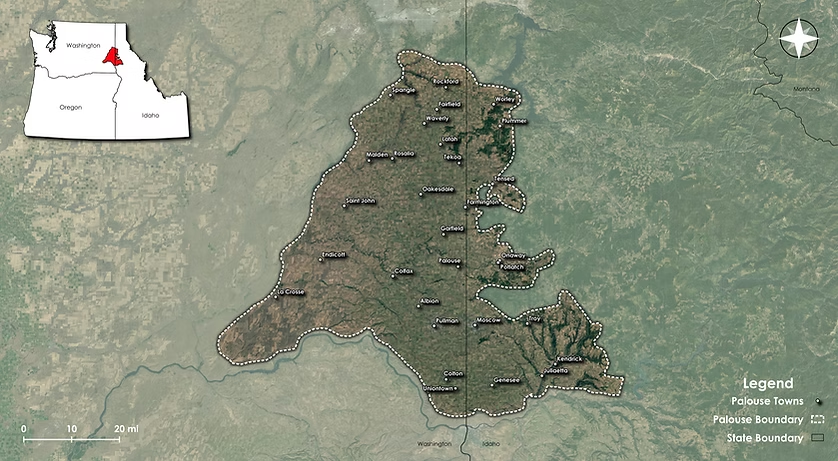 Washington
Oregon
Idaho
Montana
Rockford
Spangle
Fairfield
Worley
Waverly
Plummer
Latah
Malden
Rosalia
Tekoa
Tensed
Oakesdale
Saint John
Farmington
Garfield
Endicott
Palouse
Onaway
Potlatch
Colfax
La Crosse
Albion
Pullman
Moscow
Troy
Kendrick
Juliaetta
Colton
Genesee
Uniontown
Legend
Palouse Towns
Palouse Boundary
State Boundary
0 10 20 mi
Washington
Idaho